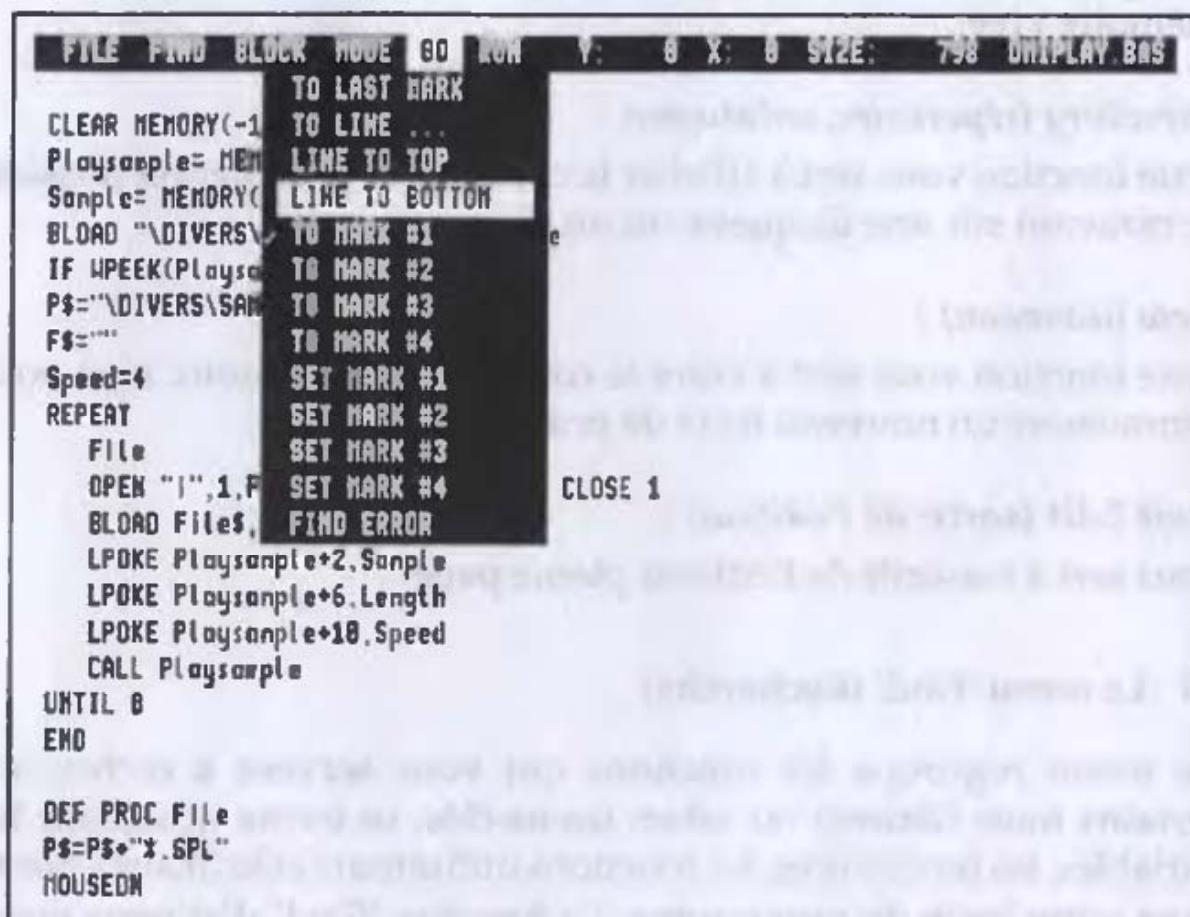 FILE FIND BLOCK MODE GO RUN Y: 0 X: 0 SIZE: 798 OMIPLAY.BAS
TO LAST MARK
CLEAR MEMORY(-1 TO LINE ...
Playsample= MEM LINE TO TOP
Sample= MEMORY( LINE TO BOTTOM
BLOAD "\DIVERS\ ✓ TO MARK #1 e
IF WPEEK(Playsa TO MARK #2
P$="\DIVERS\SAM TO MARK #3
F$="" TO MARK #4
Speed=4 SET MARK #1
REPEAT SET MARK #2
File SET MARK #3
OPEN "|",1,F SET MARK #4 CLOSE 1
BLOAD File$, FIND ERROR
LPOKE Playsample+2,Sample
LPOKE Playsample+6,Length
LPOKE Playsample+10,Speed
CALL Playsample
UNTIL 0
END
DEF PROC File
P$=P$+"*.SPL"
MOUSEON